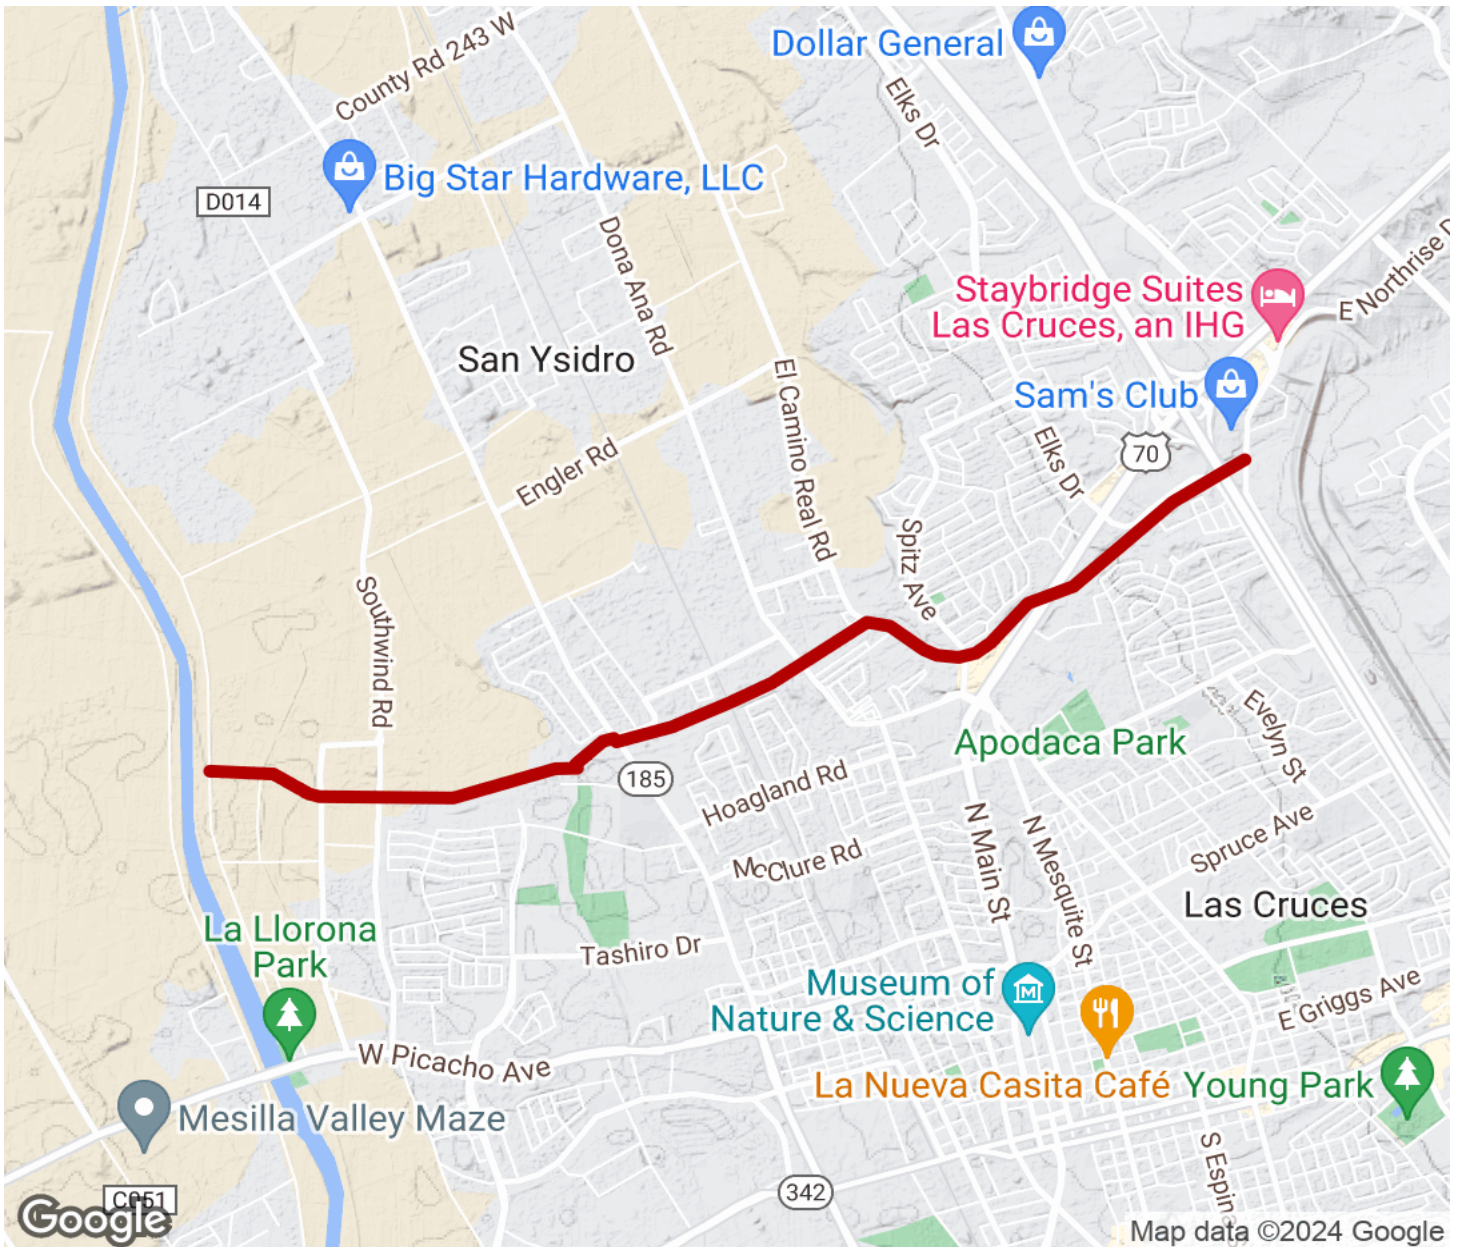 County Rd 243 W
Dollar General
Elks Dr
Big Star Hardware, LLC
D014
Dona Ana Rd
E Northrise D
Staybridge Suites
Las Cruces, an IHG
San Ysidro
El Camino Real Rd
Sam's Club
Elks Dr
70
Engler Rd
Spitz Ave
Southwind Rd
Evelyn St
Apodaca Park
185
Hoagland Rd
N Main St
N Mesquite St
Spruce Ave
McClure Rd
Las Cruces
La Llorona
Park
Tashiro Dr
Museum of
Nature & Science
E Griggs Ave
W Picacho Ave
La Nueva Casita Café
Young Park
Mesilla Valley Maze
S Espin
C051
342
Google
Map data ©2024 Google